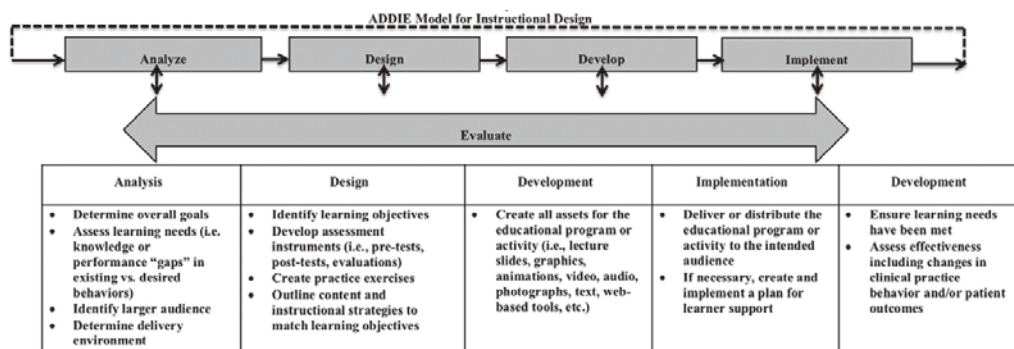 ADDIE Model for Instructional Design
Analyze
Design
Develop
Implement
Evaluate
Analysis
• Determine overall goals
• Assess learning needs (i.e.
knowledge or
performance “gaps” in
existing vs. desired
behaviors)
• Identify larger audience
• Determine delivery
environment
Design
• Identify learning objectives
• Develop assessment
instruments (i.e., pre-tests,
post-tests, evaluations)
• Create practice exercises
• Outline content and
instructional strategies to
match learning objectives
Development
• Create all assets for the
educational program or
activity (i.e., lecture
slides, graphics,
animations, video, audio,
photographs, text, web-
based tools, etc.)
Implementation
• Deliver or distribute the
educational program or
activity to the intended
audience
• If necessary, create and
implement a plan for
learner support
Development
• Ensure learning needs
have been met
• Assess effectiveness
including changes in
clinical practice
behavior and/or patient
outcomes